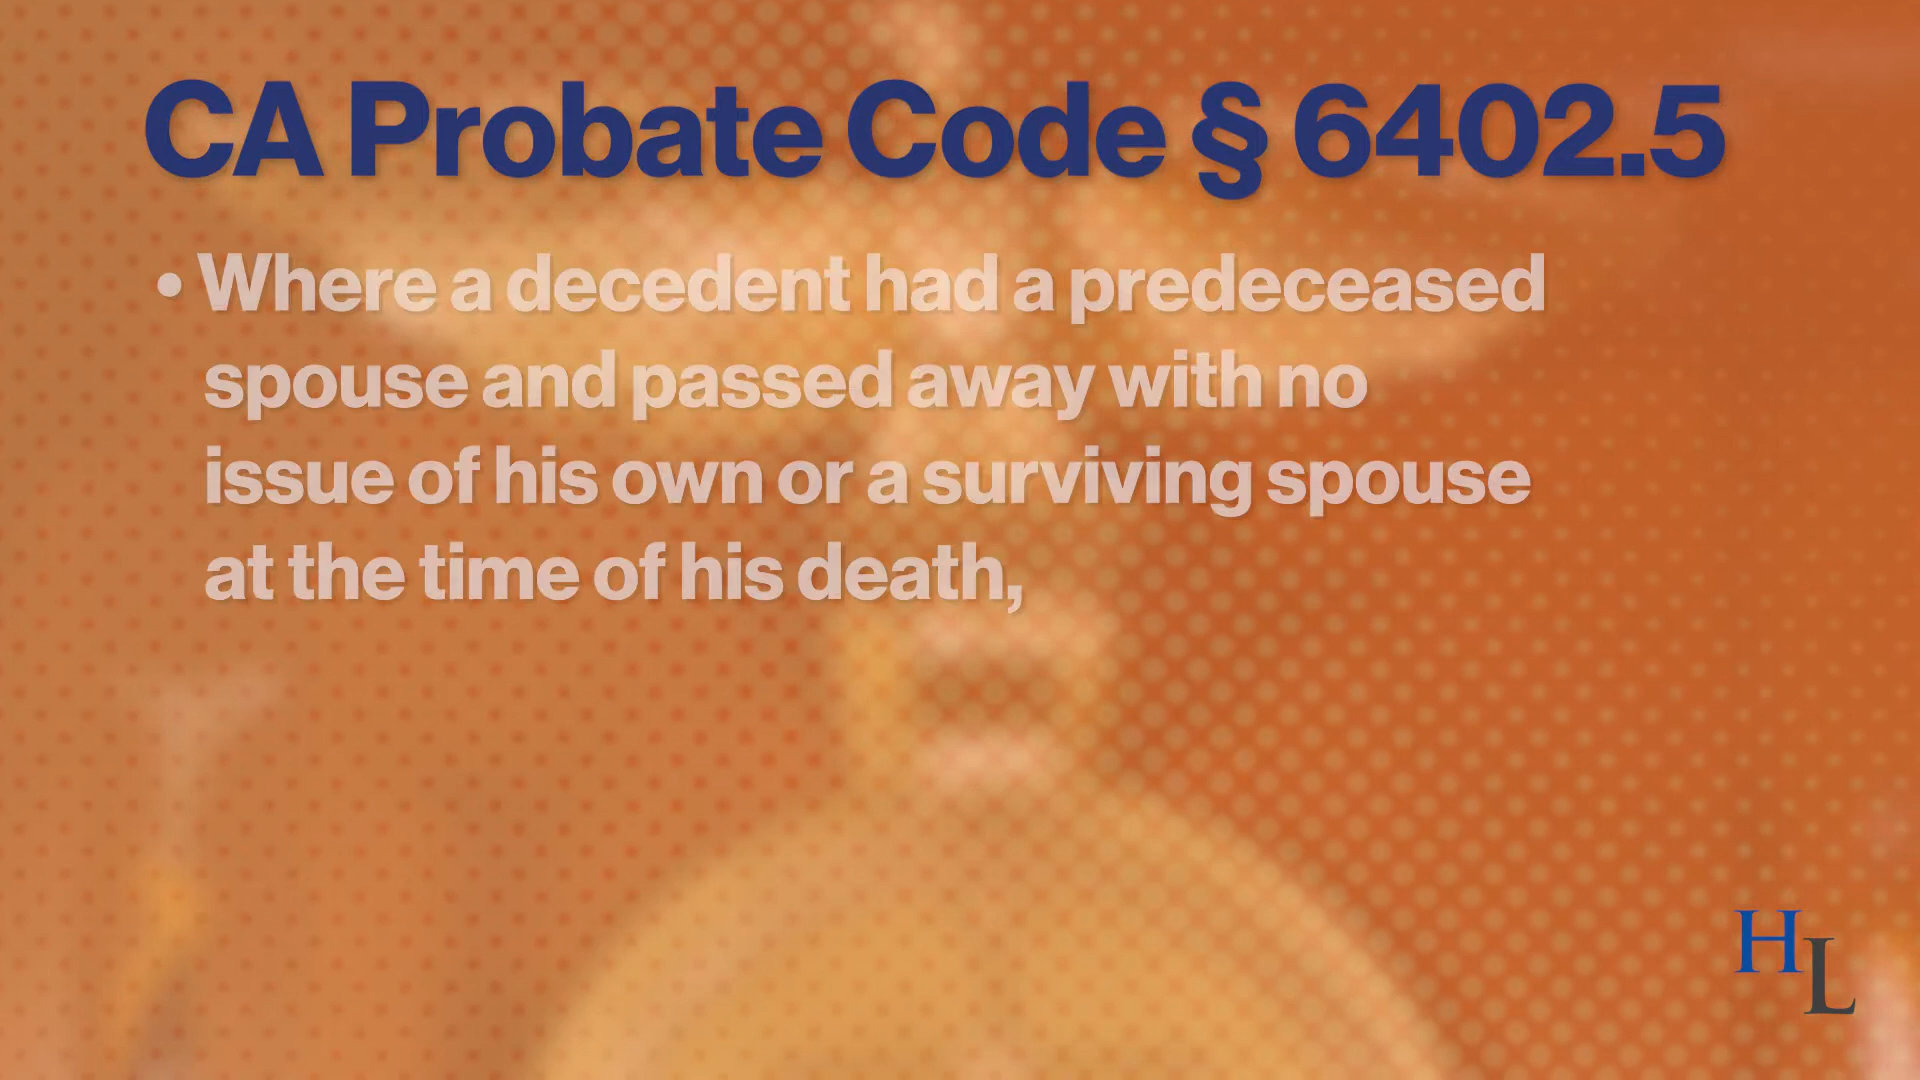 CA Probate Code § 6402.5
• Where a decedent had a predeceased
spouse and passed away with no
issue of his own or a surviving spouse
at the time of his death,
HL